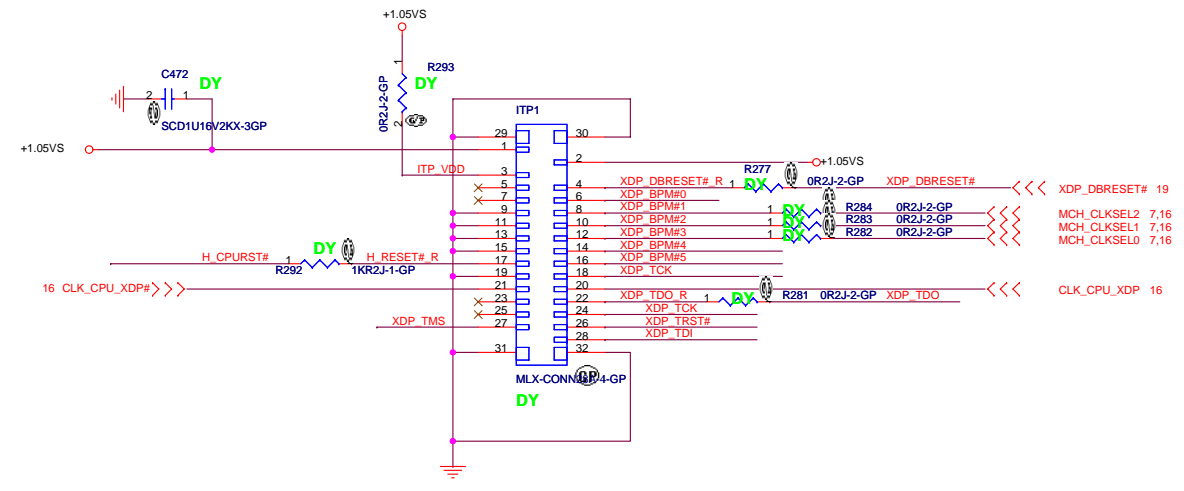 +1.05VS
C472
DY
2
1
SCD1U16V2KX-3GP
+1.05VS
1
R293
DY
0R2J-2-GP
2
ITP1
29
30
1
2
+1.05VS
ITP_VDD
3
4
XDP_DBRESET#_R
1
R277
DY
0R2J-2-GP
XDP_DBRESET#
XDP_DBRESET# 19
5
6
XDP_BPM#0
7
8
XDP_BPM#1
1
DY
R284
0R2J-2-GP
MCH_CLKSEL2 7,16
9
10
XDP_BPM#2
1
DY
R283
0R2J-2-GP
MCH_CLKSEL1 7,16
11
12
XDP_BPM#3
1
DY
R282
0R2J-2-GP
MCH_CLKSEL0 7,16
13
14
XDP_BPM#4
15
16
XDP_BPM#5
H_CPURST#
1
DY
R292
1KR2J-1-GP
H_RESET#_R
17
18
XDP_TCK
19
20
CLK_CPU_XDP 16
16 CLK_CPU_XDP#
21
22
XDP_TDO_R
1
DY
R281
0R2J-2-GP
XDP_TDO
23
24
XDP_TCK
25
26
XDP_TRST#
XDP_TMS
27
28
XDP_TDI
31
32
GP
DY